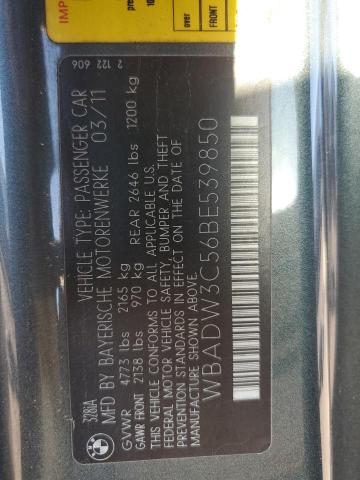 328iA
VEHICLE TYPE: PASSENGER CAR
MFD BY BAYERISCHE MOTORENWERKE 03/11
GVWR 4773 lbs 2165 kg
GAWR FRONT 2138 lbs 970 kg REAR 2646 lbs 1200 kg
THIS VEHICLE CONFORMS TO ALL APPLICABLE U.S.
FEDERAL MOTOR VEHICLE SAFETY, BUMPER AND THEFT
PREVENTION STANDARDS IN EFFECT ON THE DATE OF
MANUFACTURE SHOWN ABOVE.
WBADW3C56BE539850
2 122 606
IMP
over
FRONT